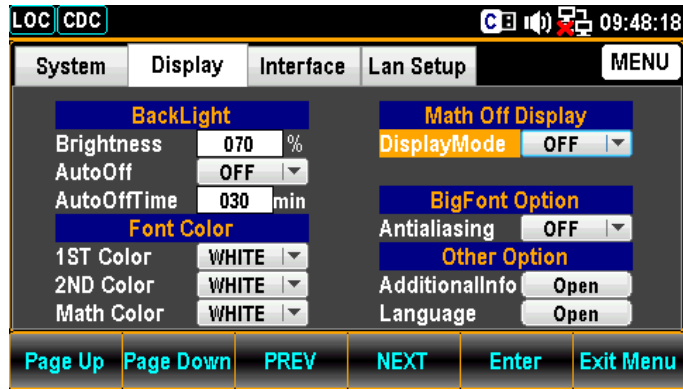 LOC CDC C 09:48:18
System Display Interface Lan Setup MENU
BackLight
Brightness 070 %
AutoOff OFF
AutoOffTime 030 min
Font Color
1ST Color WHITE
2ND Color WHITE
Math Color WHITE
Math Off Display
DisplayMode OFF
BigFont Option
Antialiasing OFF
Other Option
AdditionalInfo Open
Language Open
Page Up Page Down PREV NEXT Enter Exit Menu